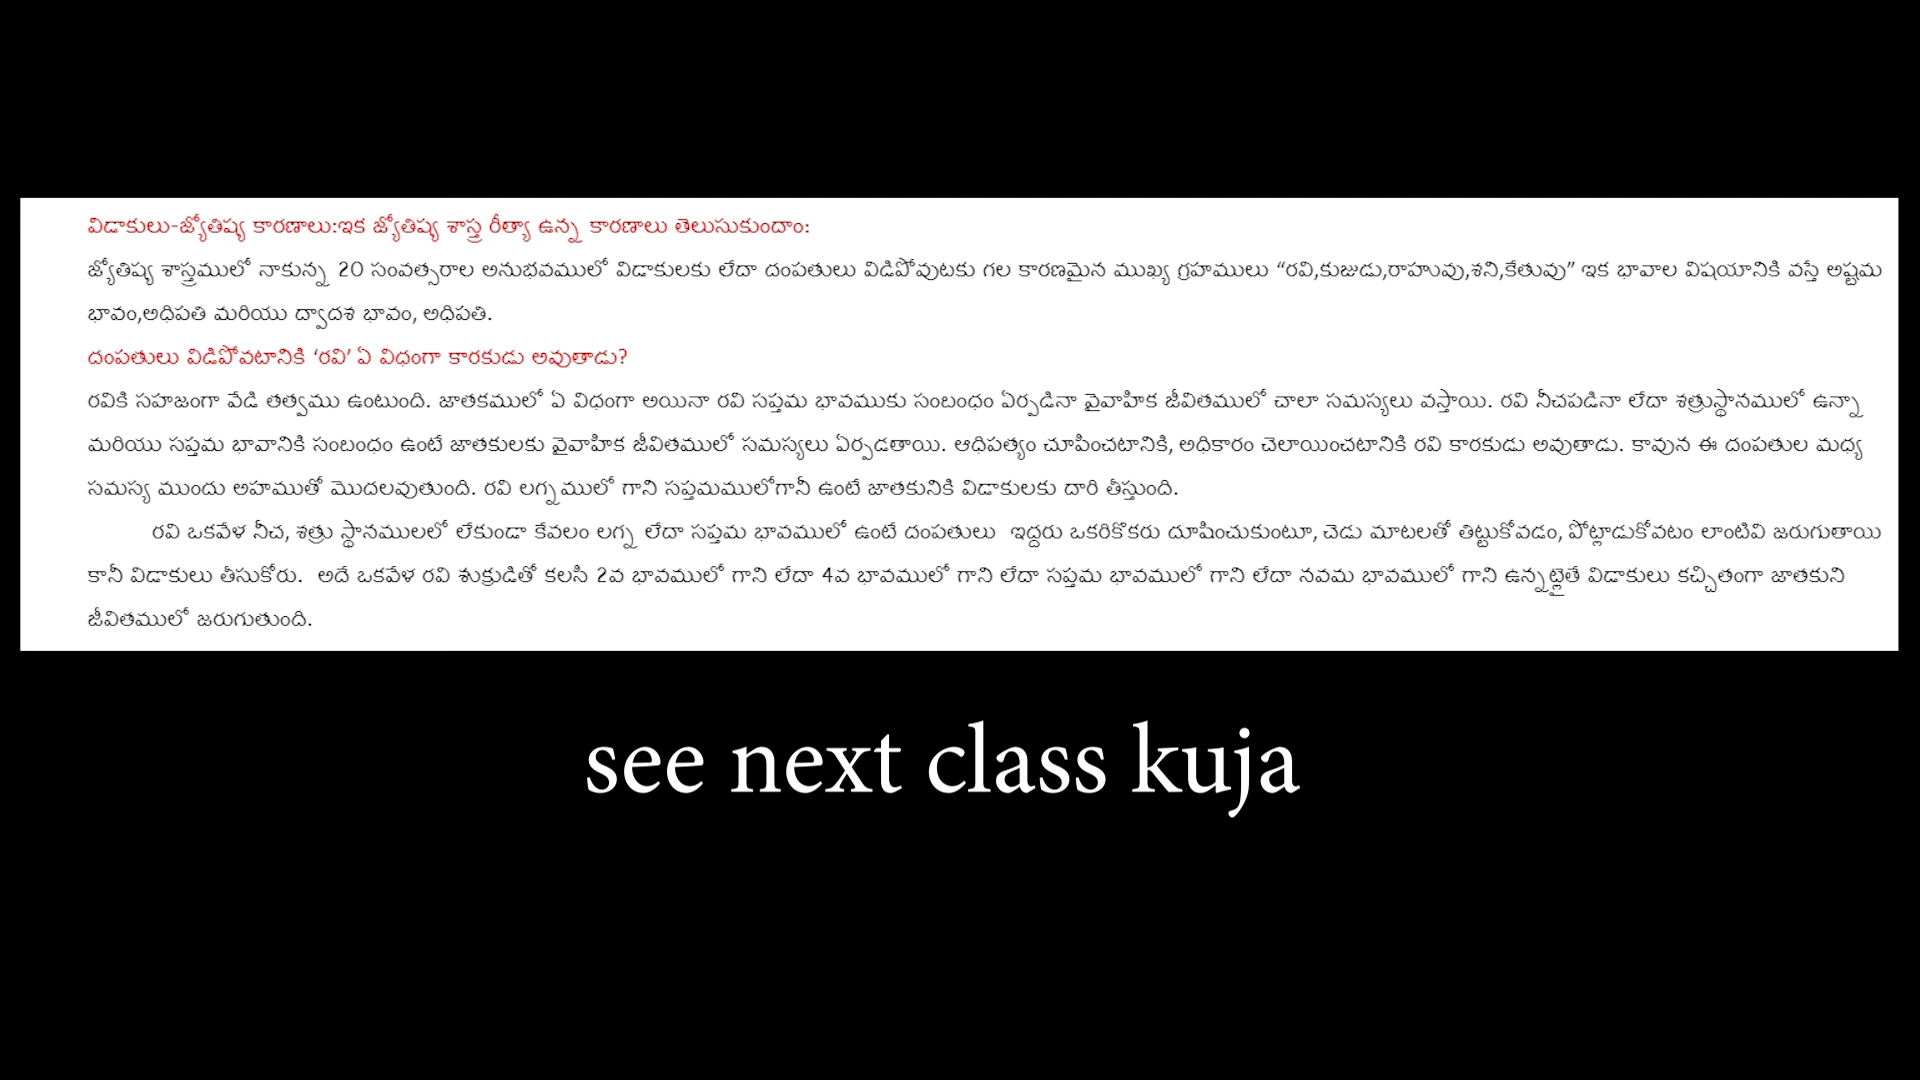 విడాకులు-జ్యోతిష్య కారణాలు:ఇక జ్యోతిష్య శాస్త్ర రీత్యా ఉన్న కారణాలు తెలుసుకుందాం:
జ్యోతిష్య శాస్త్రములో నాకున్న 20 సంవత్సరాల అనుభవములో విడాకులకు లేదా దంపతులు విడిపోవుటకు గల కారణమైన ముఖ్య గ్రహములు “రవి,కుజుడు,రాహువు,శని,కేతువు” ఇక భావాల విషయానికి వస్తే అష్టమ
భావం,అధిపతి మరియు ద్వాదశ భావం, అధిపతి.
దంపతులు విడిపోవటానికి ‘రవి’ ఏ విధంగా కారకుడు అవుతాడు?
రవికి సహజంగా వేడి తత్వము ఉంటుంది. జాతకములో ఏ విధంగా అయినా రవి సప్తమ భావముకు సంబంధం ఏర్పడినా వైవాహిక జీవితములో చాలా సమస్యలు వస్తాయి. రవి నీచపడినా లేదా శత్రుస్థానములో ఉన్నా
మరియు సప్తమ భావానికి సంబంధం ఉంటే జాతకులకు వైవాహిక జీవితములో సమస్యలు ఏర్పడతాయి. ఆధిపత్యం చూపించటానికి, అధికారం చెలాయించటానికి రవి కారకుడు అవుతాడు. కావున ఈ దంపతుల మధ్య
సమస్య ముందు అహముతో మొదలవుతుంది. రవి లగ్నములో గాని సప్తమములోగానీ ఉంటే జాతకునికి విడాకులకు దారి తీస్తుంది.
రవి ఒకవేళ నీచ, శత్రు స్థానములలో లేకుండా కేవలం లగ్న లేదా సప్తమ భావములో ఉంటే దంపతులు ఇద్దరు ఒకరికొకరు దూషించుకుంటూ, చెడు మాటలతో తిట్టుకోవడం, పోట్లాడుకోవటం లాంటివి జరుగుతాయి
కానీ విడాకులు తీసుకోరు. అదే ఒకవేళ రవి శుక్రుడితో కలసి 2వ భావములో గాని లేదా 4వ భావములో గాని లేదా సప్తమ భావములో గాని లేదా నవమ భావములో గాని ఉన్నట్లైతే విడాకులు కచ్చితంగా జాతకుని
జీవితములో జరుగుతుంది.
see next class kuja